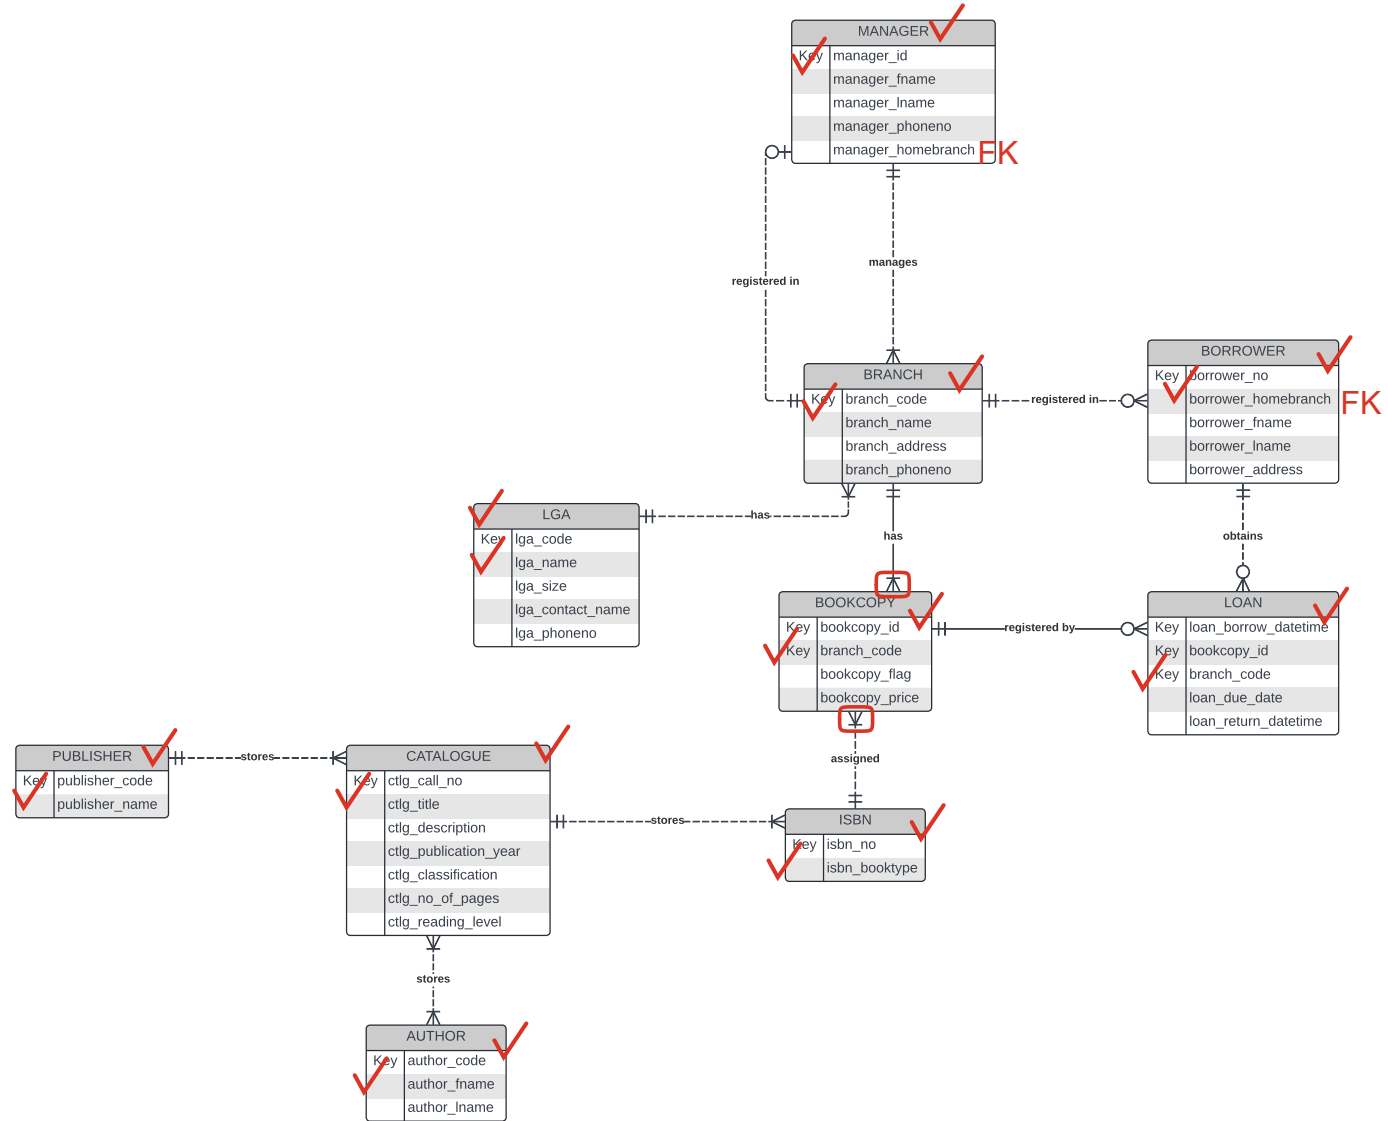 MANAGER
Key manager_id
manager_fname
manager_lname
manager_phoneno
manager_homebranch FK
registered in
manages
BRANCH
Key branch_code
branch_name
branch_address
branch_phoneno
registered in
BORROWER
Key borrower_no
borrower_homebranch FK
borrower_fname
borrower_lname
borrower_address
LGA
Key lga_code
lga_name
lga_size
lga_contact_name
lga_phoneno
has
has
obtains
BOOKCOPY
Key bookcopy_id
Key branch_code
bookcopy_flag
bookcopy_price
registered by
LOAN
Key loan_borrow_datetime
Key bookcopy_id
Key branch_code
loan_due_date
loan_return_datetime
PUBLISHER
Key publisher_code
publisher_name
stores
CATALOGUE
Key ctlg_call_no
ctlg_title
ctlg_description
ctlg_publication_year
ctlg_classification
ctlg_no_of_pages
ctlg_reading_level
assigned
stores
ISBN
Key isbn_no
isbn_booktype
stores
AUTHOR
Key author_code
author_fname
author_lname